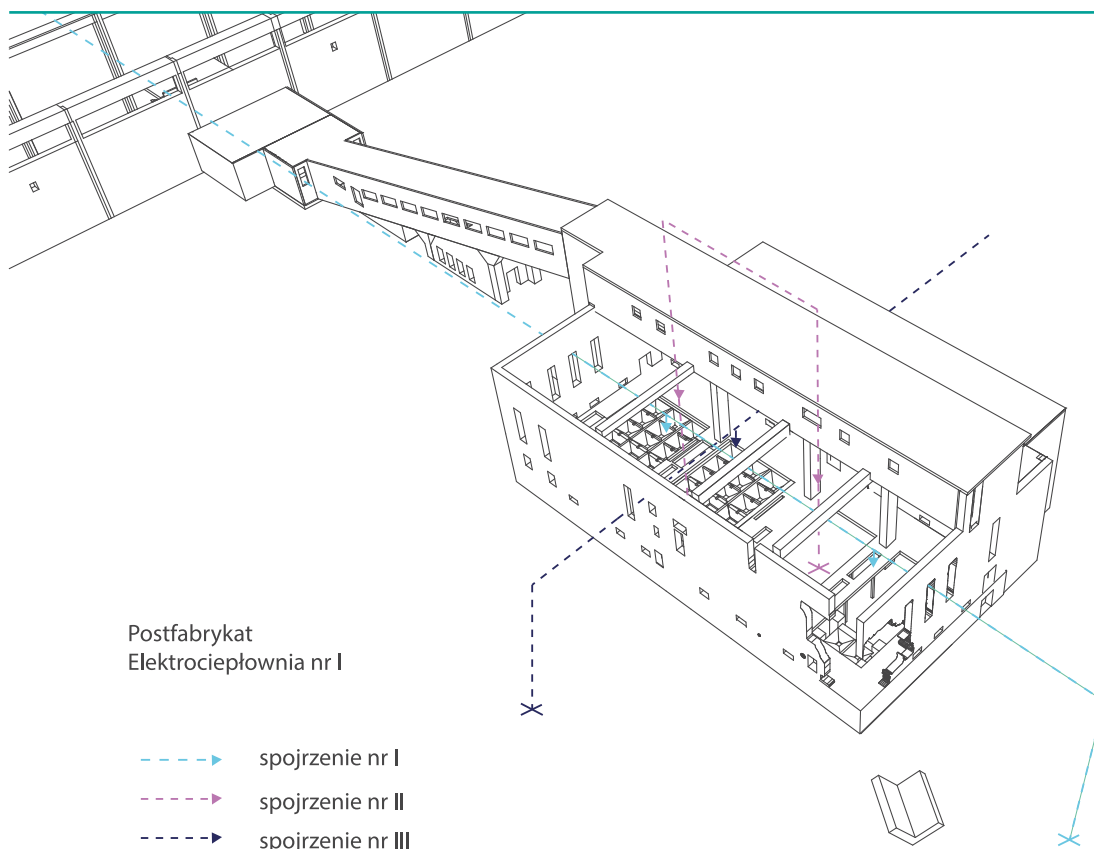 Postfabrykat
Elektrociepłownia nr I
spojrzenie nr I
spojrzenie nr II
spojrzenie nr III